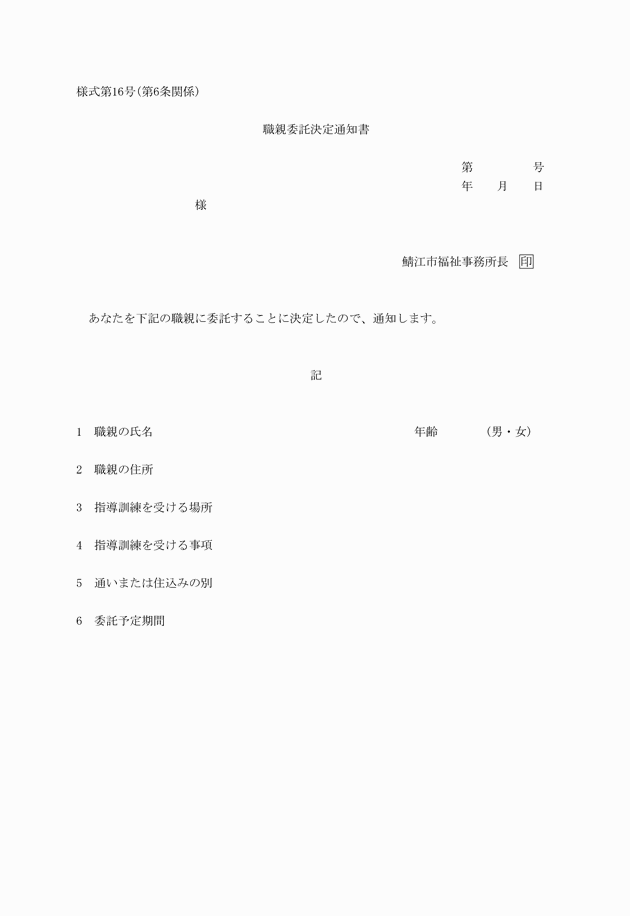 様式第16号(第6条関係)
職親委託決定通知書
第　　　　　号
年　　月　　日
様
鯖江市福祉事務所長　印
あなたを下記の職親に委託することに決定したので、通知します。
記
1　職親の氏名　　　　　　　　　　年齢　　　　(男・女)
2　職親の住所
3　指導訓練を受ける場所
4　指導訓練を受ける事項
5　通いまたは住込みの別
6　委託予定期間